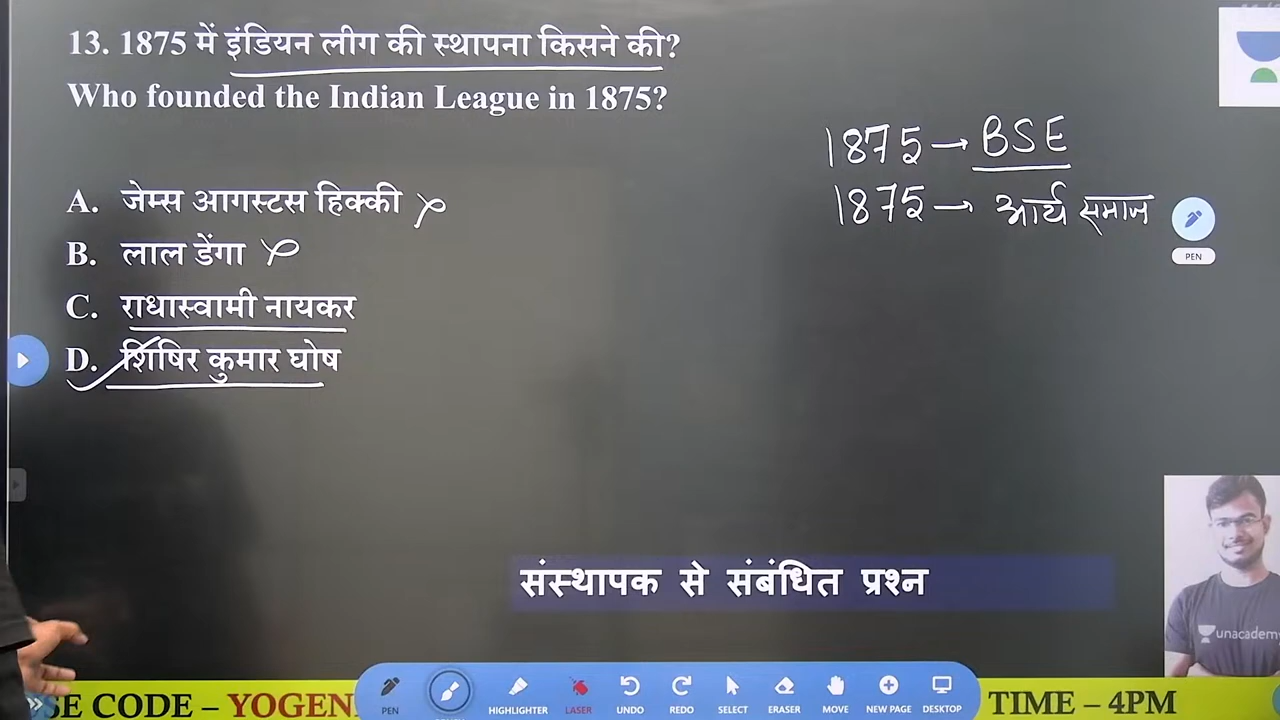 13. 1875 में इंडियन लीग की स्थापना किसने की?
Who founded the Indian League in 1875?
1875 → BSE
1875 → आर्य समाज
A. जेम्स आगस्टस हिक्की
B. लाल डेंगा
C. राधास्वामी नायकर
D. शिषिर कुमार घोष
PEN
संस्थापक से संबंधित प्रश्न
unacademy
SE CODE – YOGEN
TIME – 4PM
PEN
HIGHLIGHTER
LASER
UNDO
REDO
SELECT
ERASER
MOVE
NEW PAGE
DESKTOP